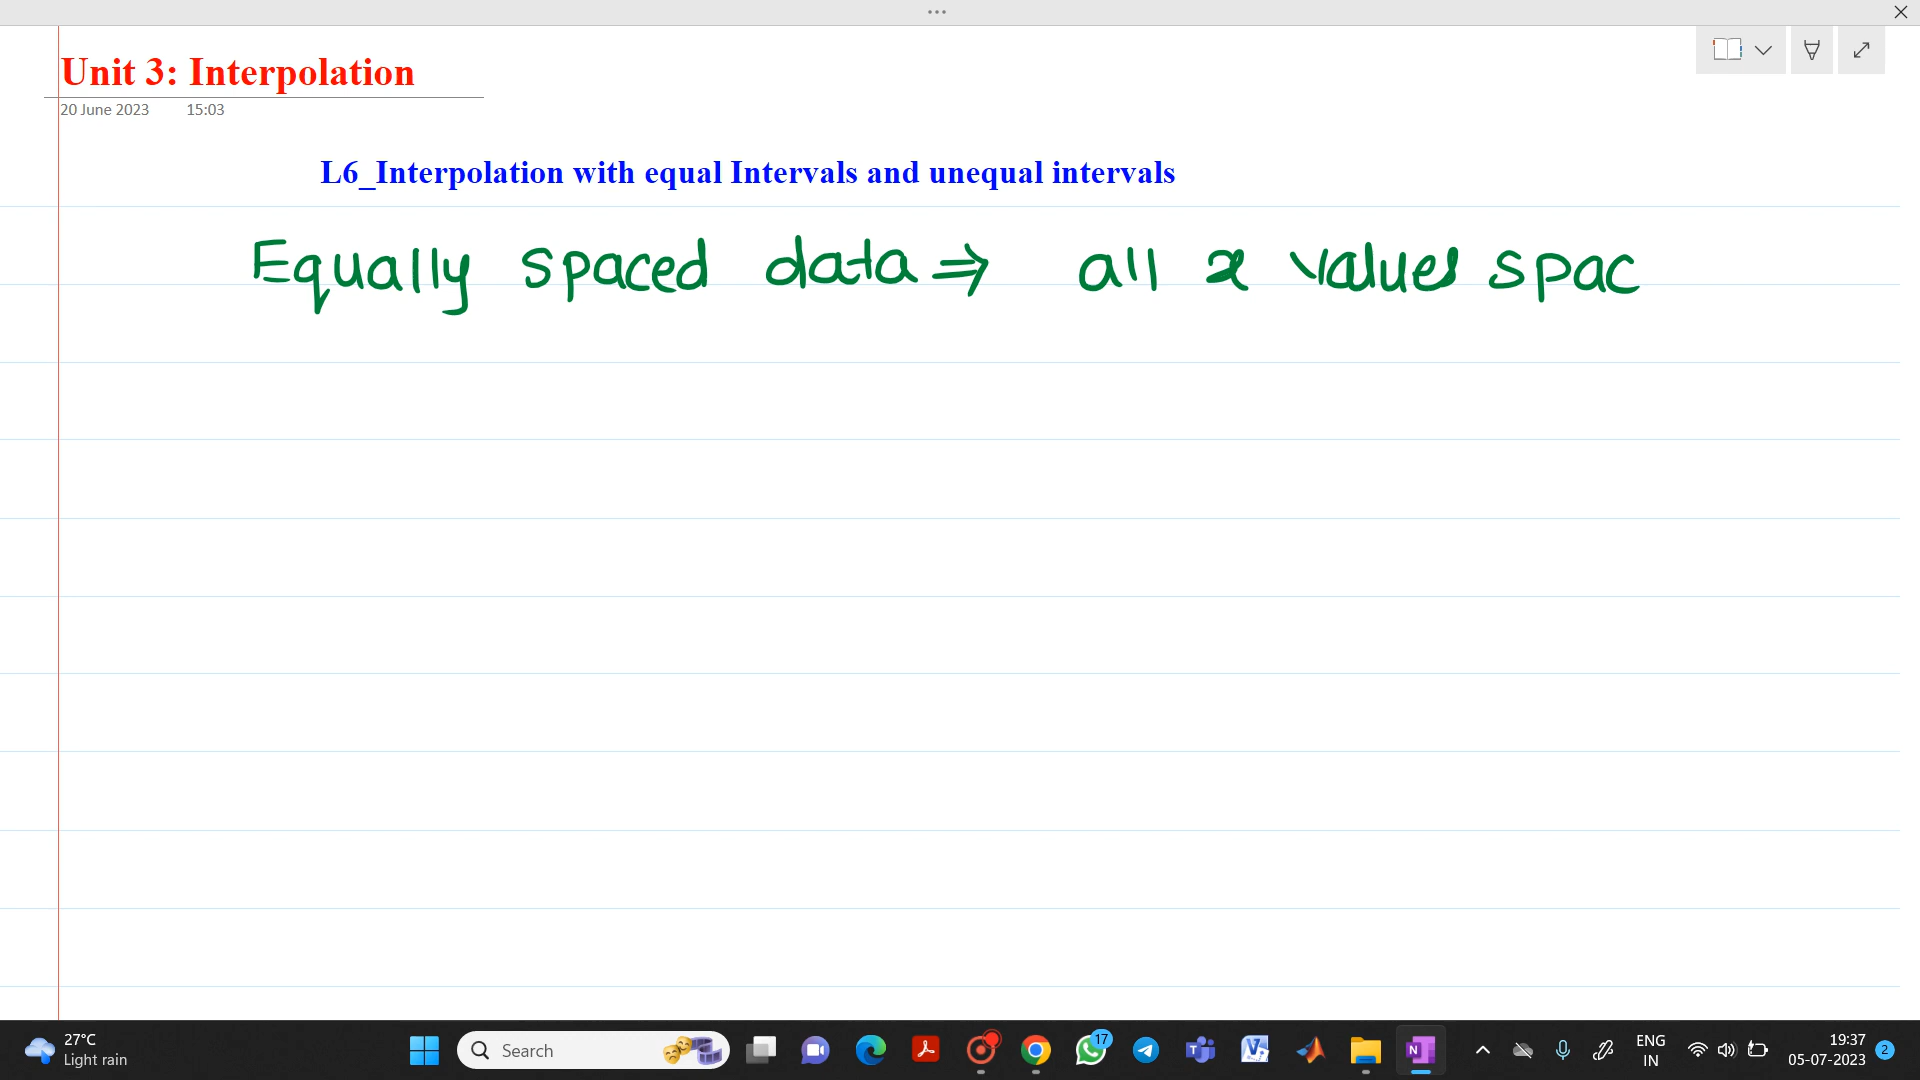 Unit 3: Interpolation
20 June 2023 15:03
L6_Interpolation with equal Intervals and unequal intervals
Equally spaced data ⇒ all x values spac
27°C
Light rain
Search
17
ENG
IN
19:37
05-07-2023
2